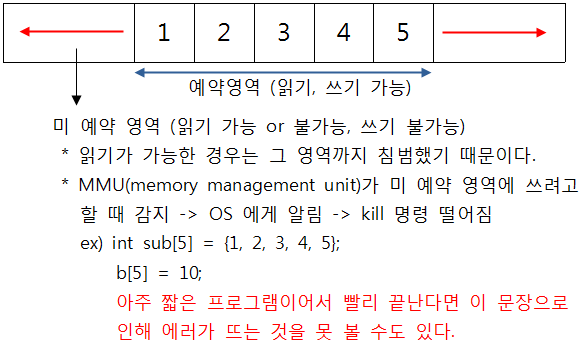 1 2 3 4 5
예약영역 (읽기, 쓰기 가능)
미 예약 영역 (읽기 가능 or 불가능, 쓰기 불가능)
* 읽기가 가능한 경우는 그 영역까지 침범했기 때문이다.
* MMU(memory management unit)가 미 예약 영역에 쓰려고
할 때 감지 -> OS 에게 알림 -> kill 명령 떨어짐
ex) int sub[5] = {1, 2, 3, 4, 5};
b[5] = 10;
아주 짧은 프로그램이어서 빨리 끝난다면 이 문장으로
인해 에러가 뜨는 것을 못 볼 수도 있다.